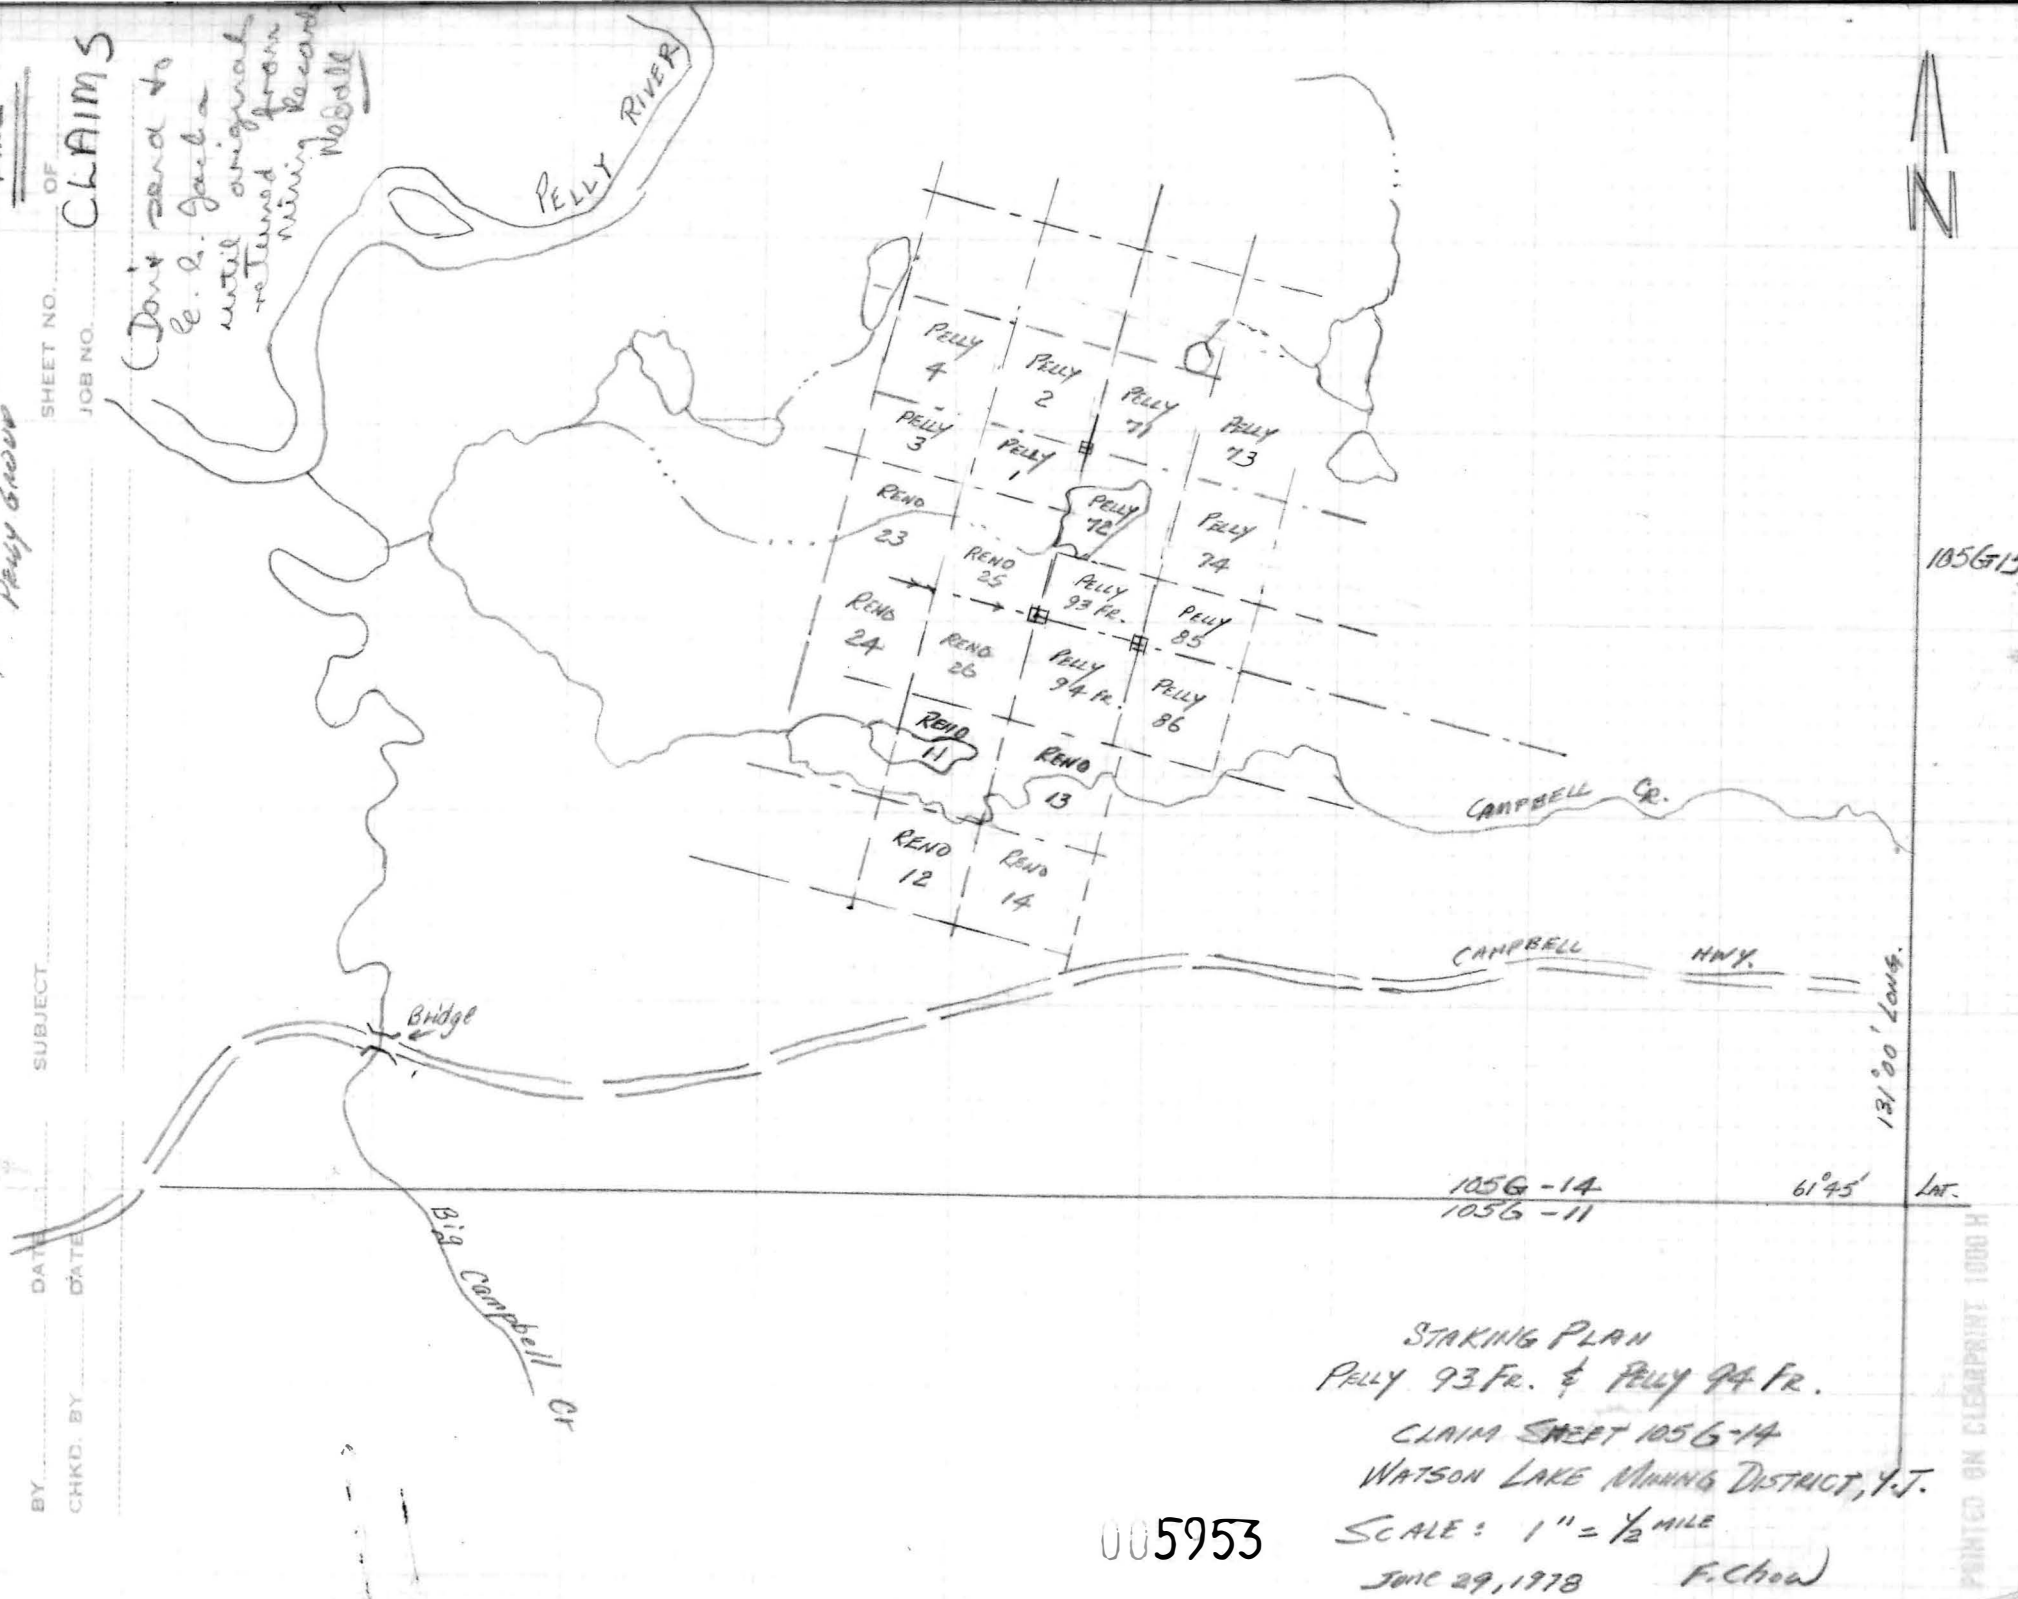 CLAIMS
(Don't send to
until original
returned from
mining Recorder
SHEET NO. OF
JOB NO.
PELLY GROUP
SUBJECT
BY DATE
CHKD. BY DATE
PELLY RIVER
N
PELLY
4
PELLY
2
PELLY
71
PELLY
73
PELLY
3
PELLY
1
PELLY
72
PELLY
74
RENO
23
RENO
25
PELLY
93 FR.
PELLY
85
RENO
24
RENO
26
PELLY
94 FR.
PELLY
86
RENO
11
RENO
13
RENO
12
RENO
14
105G15
CAMPBELL CR.
CAMPBELL HWY.
131°00' LONG.
Bridge
Big Campbell Cr
105G-14
105G-11
61°45' LAT.
STAKING PLAN
PELLY 93 FR. & PELLY 94 FR.
CLAIM SHEET 105G-14
WATSON LAKE MINING DISTRICT, Y.T.
SCALE: 1" = 1/2 MILE
June 29, 1978 F. Chow
005953
PRINTED ON CLEARPRINT 1000 H